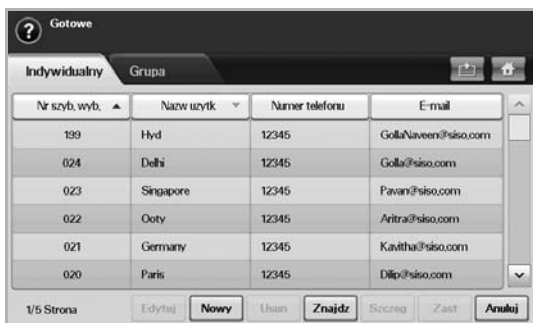 Gotowe
Indywidualny Grupa
Nr szyb, wyb, Nazw uzytk Numer telefonu E-mail
199 Hyd 12345 GollaNaveen@siso,com
024 Delhi 12345 Golla@siso,com
023 Singapore 12345 Pavan@siso,com
022 Ooty 12345 Aritra@siso,com
021 Germany 12345 Kavitha@siso,com
020 Paris 12345 Dilip@siso,com
1/5 Strona Edytuj Nowy Usun Znajdz Szczeg Zast Anuluj